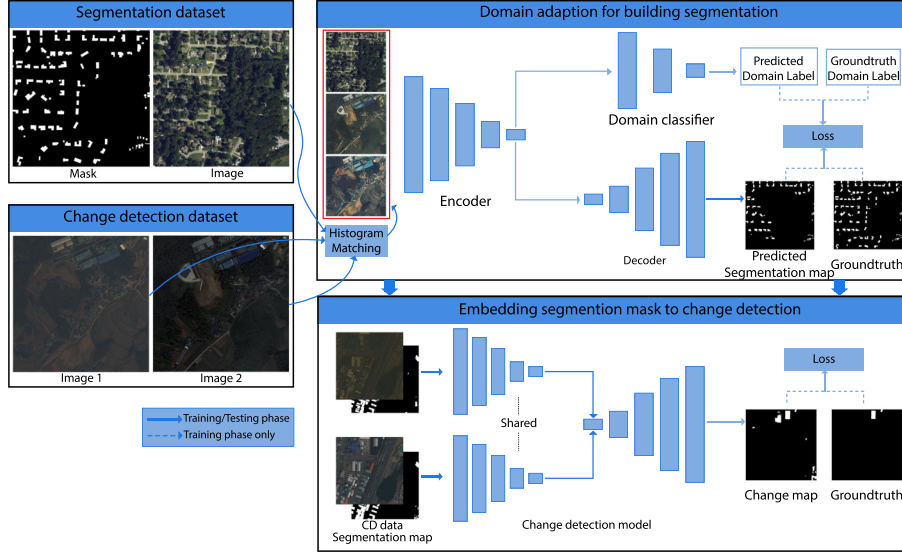 Segmentation dataset
Mask
Image
Change detection dataset
Image 1
Image 2
Training/Testing phase
Training phase only
Domain adaption for building segmentation
Histogram
Matching
Encoder
Domain classifier
Predicted
Domain Label
Groundtruth
Domain Label
Loss
Decoder
Predicted
Segmentation map
Groundtruth
Embedding segmention mask to change detection
Shared
CD data
Segmentation map
Change detection model
Loss
Change map
Groundtruth